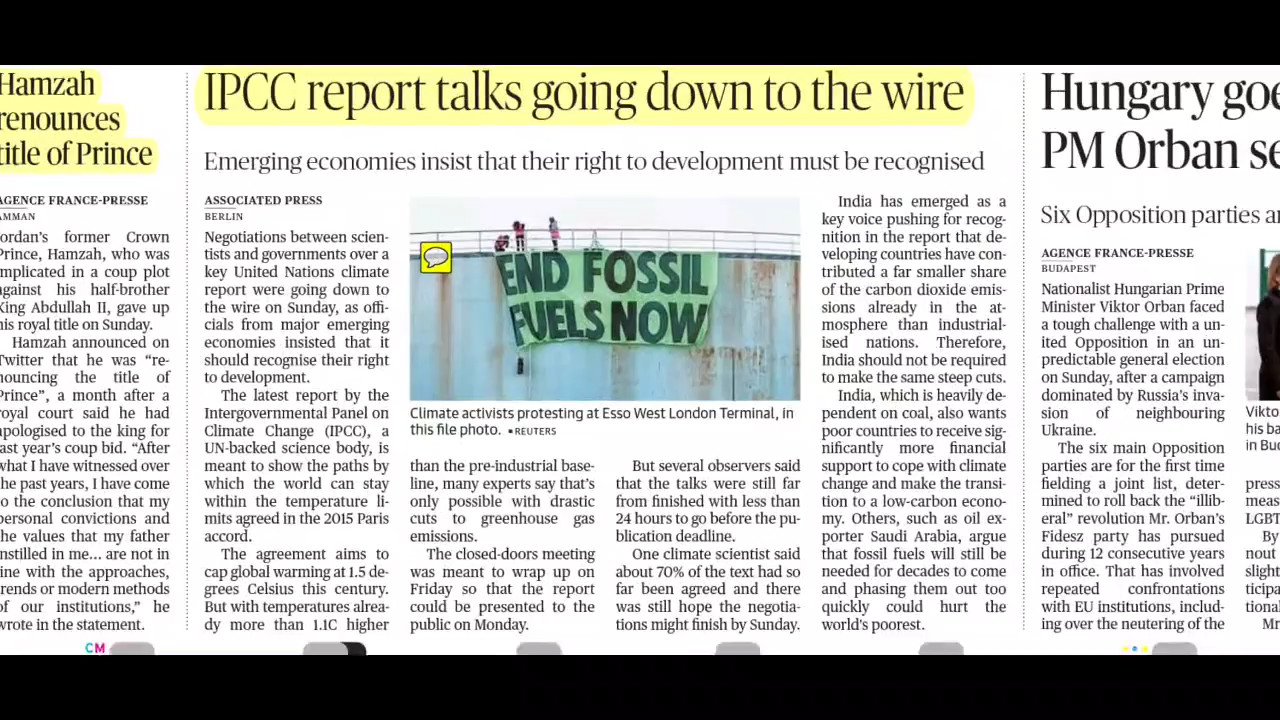 Hamzah
renounces
title of Prince
AGENCE FRANCE-PRESSE
AMMAN
Jordan's former Crown
Prince, Hamzah, who was
implicated in a coup plot
against his half-brother
King Abdullah II, gave up
his royal title on Sunday.
Hamzah announced on
Twitter that he was “re-
nouncing the title of
Prince”, a month after a
royal court said he had
apologised to the king for
last year's coup bid. “After
what I have witnessed over
the past years, I have come
to the conclusion that my
personal convictions and
the values that my father
instilled in me... are not in
line with the approaches,
trends or modern methods
of our institutions,” he
wrote in the statement.
IPCC report talks going down to the wire
Emerging economies insist that their right to development must be recognised
ASSOCIATED PRESS
BERLIN
Negotiations between scien-
tists and governments over a
key United Nations climate
report were going down to
the wire on Sunday, as offi-
cials from major emerging
economies insisted that it
should recognise their right
to development.
The latest report by the
Intergovernmental Panel on
Climate Change (IPCC), a
UN-backed science body, is
meant to show the paths by
which the world can stay
within the temperature li-
mits agreed in the 2015 Paris
accord.
The agreement aims to
cap global warming at 1.5 de-
grees Celsius this century.
But with temperatures alrea-
dy more than 1.1C higher
END FOSSIL
FUELS NOW
Climate activists protesting at Esso West London Terminal, in
this file photo. •REUTERS
than the pre-industrial base-
line, many experts say that's
only possible with drastic
cuts to greenhouse gas
emissions.
The closed-doors meeting
was meant to wrap up on
Friday so that the report
could be presented to the
public on Monday.
But several observers said
that the talks were still far
from finished with less than
24 hours to go before the pu-
blication deadline.
One climate scientist said
about 70% of the text had so
far been agreed and there
was still hope the negotia-
tions might finish by Sunday.
India has emerged as a
key voice pushing for recog-
nition in the report that de-
veloping countries have con-
tributed a far smaller share
of the carbon dioxide emis-
sions already in the at-
mosphere than industrial-
ised nations. Therefore,
India should not be required
to make the same steep cuts.
India, which is heavily de-
pendent on coal, also wants
poor countries to receive sig-
nificantly more financial
support to cope with climate
change and make the transi-
tion to a low-carbon econo-
my. Others, such as oil ex-
porter Saudi Arabia, argue
that fossil fuels will still be
needed for decades to come
and phasing them out too
quickly could hurt the
world's poorest.
Hungary goe
PM Orban se
Six Opposition parties a
AGENCE FRANCE-PRESSE
BUDAPEST
Nationalist Hungarian Prime
Minister Viktor Orban faced
a tough challenge with a un-
ited Opposition in an un-
predictable general election
on Sunday, after a campaign
dominated by Russia's inva-
sion of neighbouring
Ukraine.
The six main Opposition
parties are for the first time
fielding a joint list, deter-
mined to roll back the “illib-
eral” revolution Mr. Orban's
Fidesz party has pursued
during 12 consecutive years
in office. That has involved
repeated confrontations
with EU institutions, includ-
ing over the neutering of the
Vikto
his ba
in Bu
press
meas
LGBT
By
nout
slight
ticipa
tional
Mr
CM